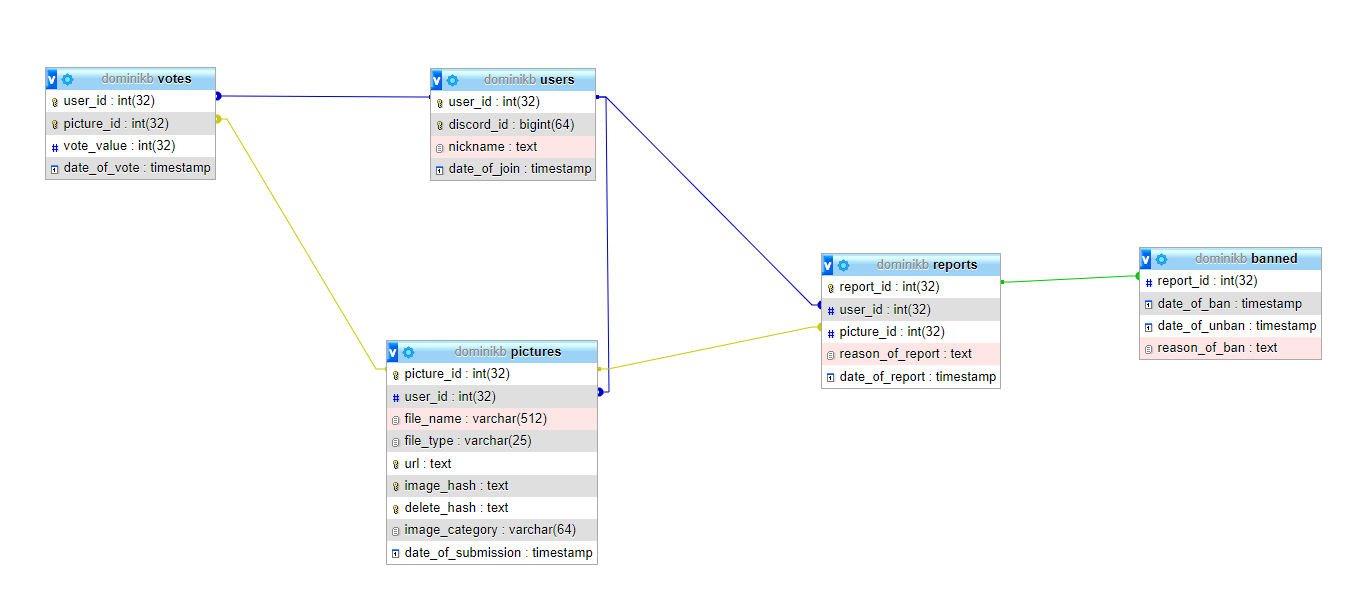 dominikb votes
user_id : int(32)
picture_id : int(32)
vote_value : int(32)
date_of_vote : timestamp
dominikb users
user_id : int(32)
discord_id : bigint(64)
nickname : text
date_of_join : timestamp
dominikb pictures
picture_id : int(32)
user_id : int(32)
file_name : varchar(512)
file_type : varchar(25)
url : text
image_hash : text
delete_hash : text
image_category : varchar(64)
date_of_submission : timestamp
dominikb reports
report_id : int(32)
user_id : int(32)
picture_id : int(32)
reason_of_report : text
date_of_report : timestamp
dominikb banned
report_id : int(32)
date_of_ban : timestamp
date_of_unban : timestamp
reason_of_ban : text